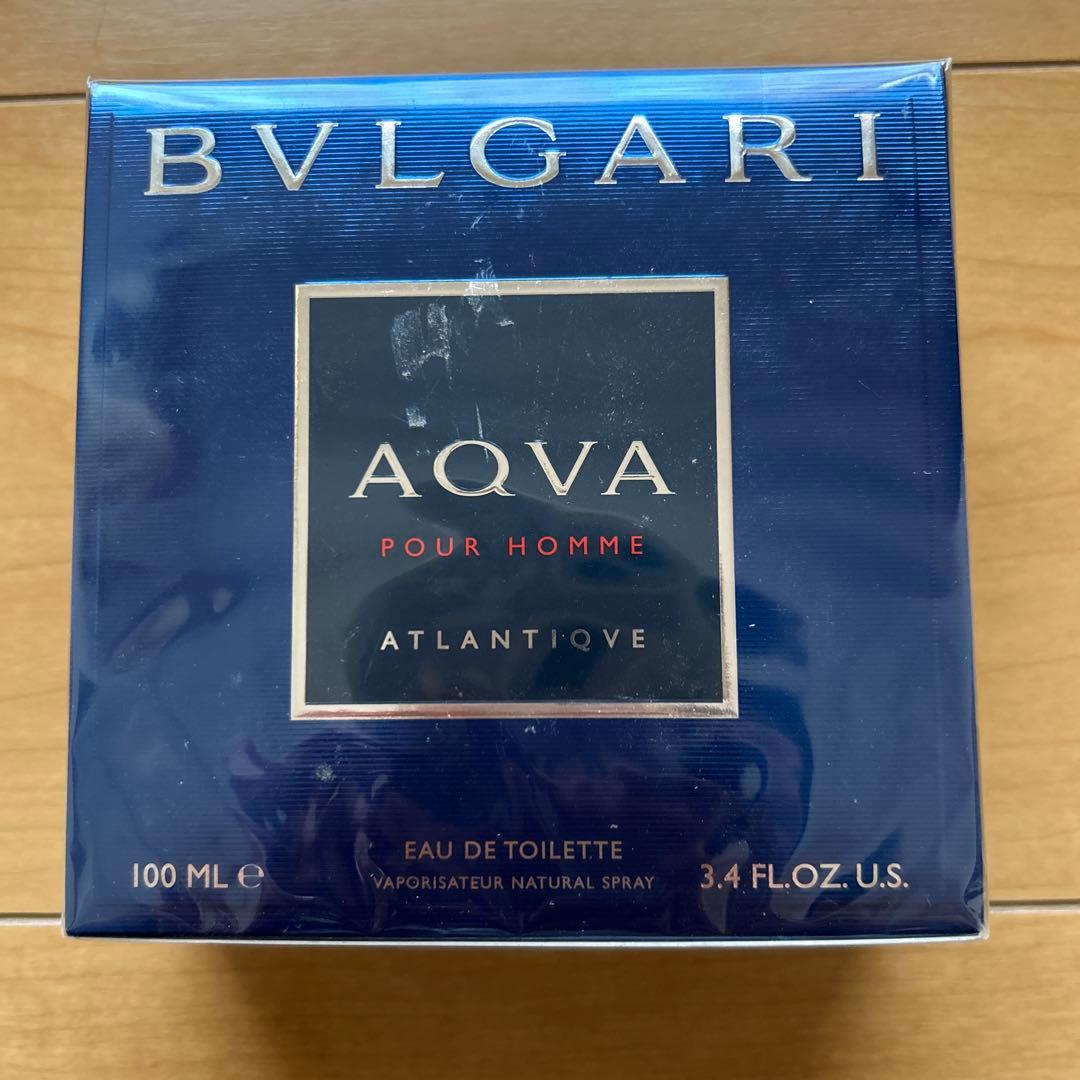 BVLGARI
AQVA
POUR HOMME
ATLANTIQVE
EAU DE TOILETTE
100 ML ℮
VAPORISATEUR NATURAL SPRAY
3.4 FL.OZ. U.S.